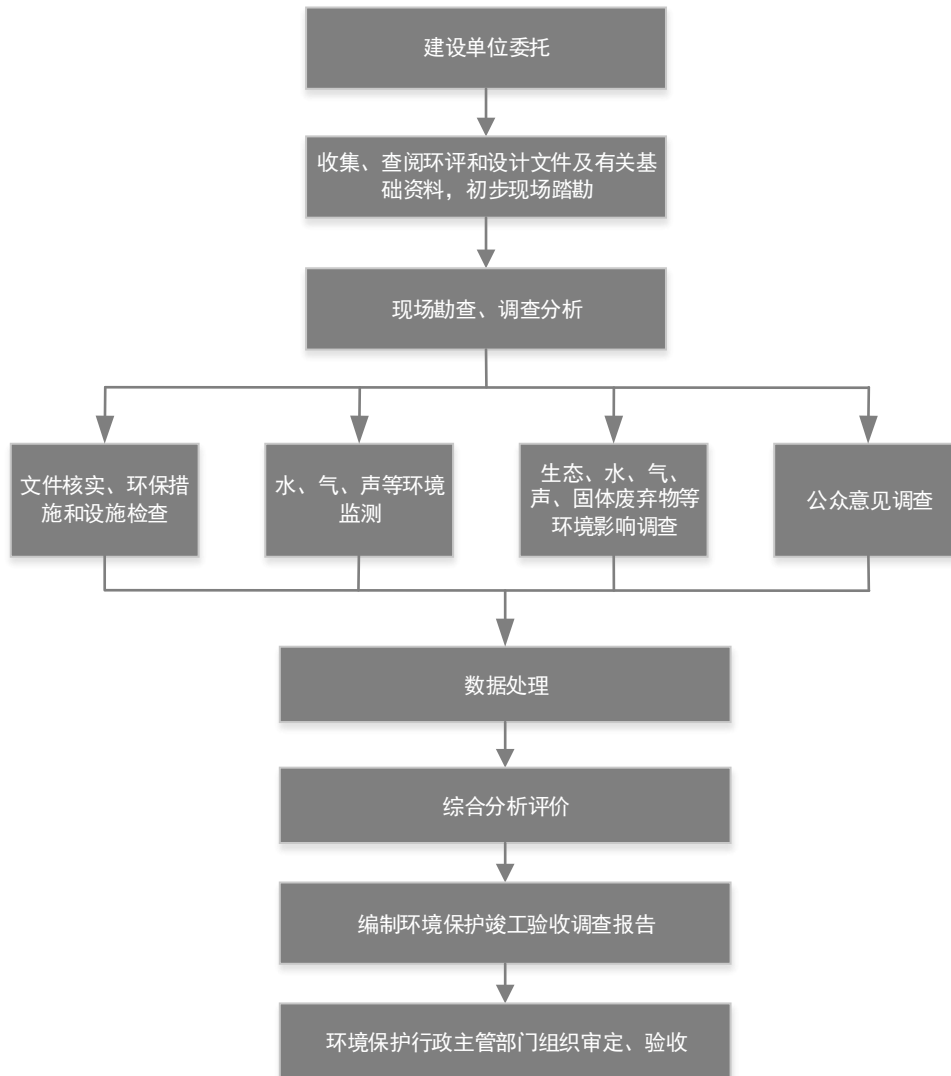 建设单位委托
收集、查阅环评和设计文件及有关基
础资料，初步现场踏勘
现场勘查、调查分析
文件核实、环保措
施和设施检查
水、气、声等环境
监测
生态、水、气、
声、固体废弃物等
环境影响调查
公众意见调查
数据处理
综合分析评价
编制环境保护竣工验收调查报告
环境保护行政主管部门组织审定、验收